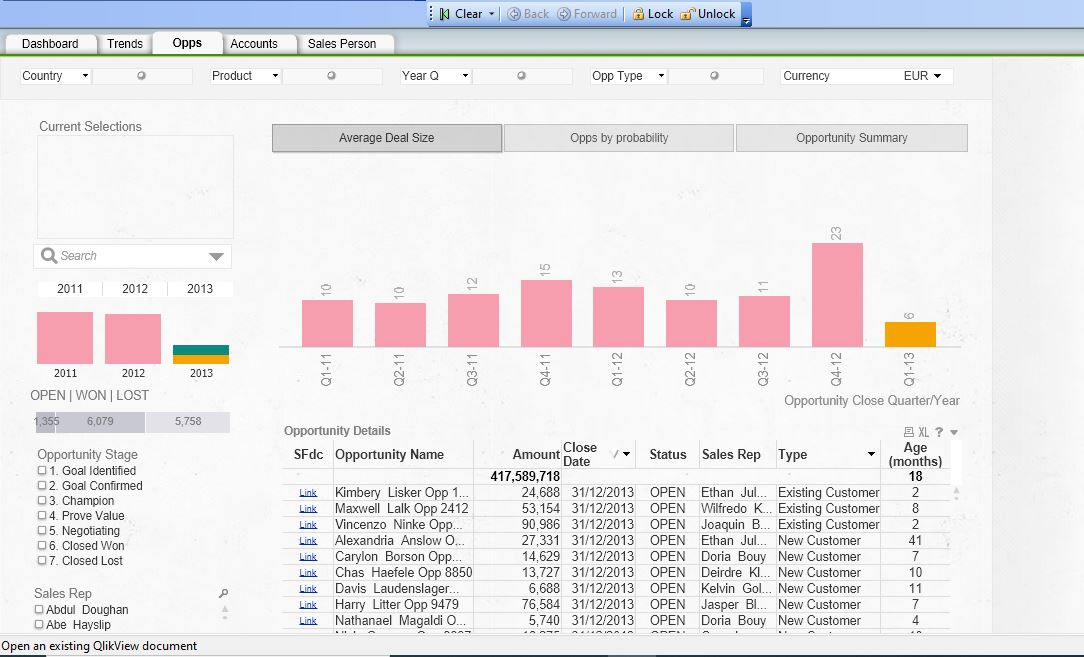 Clear Back Forward Lock Unlock
Dashboard Trends Opps Accounts Sales Person
Country Product Year Q Opp Type Currency EUR
Current Selections
Average Deal Size Opps by probability Opportunity Summary
Search
2011 2012 2013
2011 2012 2013
OPEN | WON | LOST
1,355 6,079 5,758
Opportunity Stage
1. Goal Identified
2. Goal Confirmed
3. Champion
4. Prove Value
5. Negotiating
6. Closed Won
7. Closed Lost
Sales Rep
Abdul Doughan
Abe Hayslip
10 10 12 15 13 10 11 23 6
Q1-11 Q2-11 Q3-11 Q4-11 Q1-12 Q2-12 Q3-12 Q4-12 Q1-13
Opportunity Close Quarter/Year
Opportunity Details XL ?
SFdc Opportunity Name Amount Close Date Status Sales Rep Type Age (months)
417,589,718 18
Link Kimbery Lisker Opp 1... 24,688 31/12/2013 OPEN Ethan Jul... Existing Customer 2
Link Maxwell Lalk Opp 2412 53,154 31/12/2013 OPEN Wilfredo K... Existing Customer 8
Link Vincenzo Ninke Opp... 90,986 31/12/2013 OPEN Joaquin B... Existing Customer 2
Link Alexandria Anslow O... 27,331 31/12/2013 OPEN Ethan Jul... New Customer 41
Link Carylon Borson Opp... 14,629 31/12/2013 OPEN Doria Bouy New Customer 7
Link Chas Haefele Opp 8850 13,727 31/12/2013 OPEN Deirdre Kl... New Customer 10
Link Davis Laudenslager... 6,688 31/12/2013 OPEN Kelvin Gol... New Customer 11
Link Harry Litter Opp 9479 76,584 31/12/2013 OPEN Jasper Bl... New Customer 7
Link Nathanael Magaldi O... 5,740 31/12/2013 OPEN Doria Bouy New Customer 4
Open an existing QlikView document